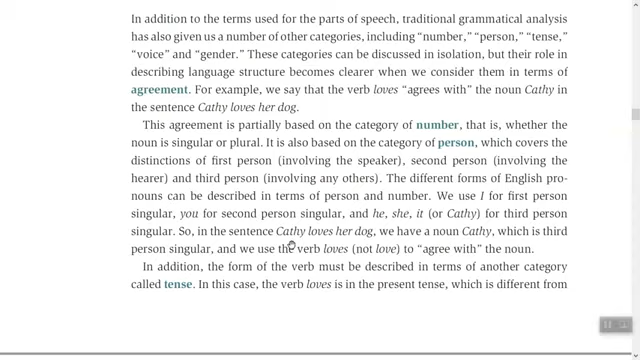 In addition to the terms used for the parts of speech, traditional grammatical analysis
has also given us a number of other categories, including “number,” “person,” “tense,”
“voice” and “gender.” These categories can be discussed in isolation, but their role in
describing language structure becomes clearer when we consider them in terms of
agreement. For example, we say that the verb loves “agrees with” the noun Cathy in
the sentence Cathy loves her dog.
This agreement is partially based on the category of number, that is, whether the
noun is singular or plural. It is also based on the category of person, which covers the
distinctions of first person (involving the speaker), second person (involving the
hearer) and third person (involving any others). The different forms of English pro-
nouns can be described in terms of person and number. We use I for first person
singular, you for second person singular, and he, she, it (or Cathy) for third person
singular. So, in the sentence Cathy loves her dog, we have a noun Cathy, which is third
person singular, and we use the verb loves (not love) to “agree with” the noun.
In addition, the form of the verb must be described in terms of another category
called tense. In this case, the verb loves is in the present tense, which is different from